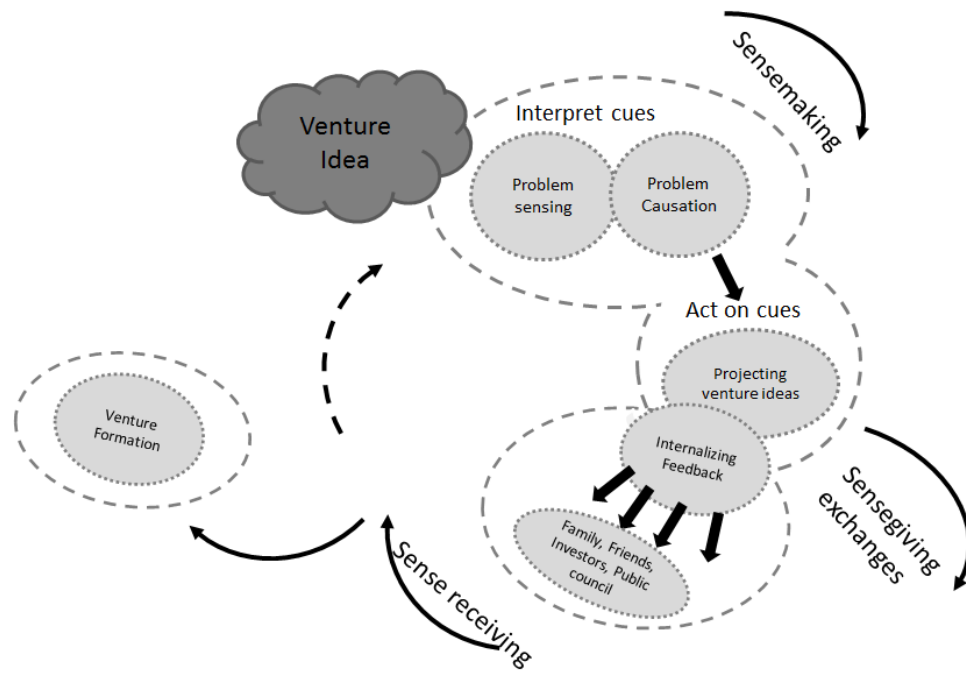 Sensemaking
Venture
Idea
Interpret cues
Problem
sensing
Problem
Causation
Act on cues
Projecting
venture ideas
Venture
Formation
Internalizing
Feedback
Sensegiving
exchanges
Family, Friends,
Investors, Public
council
Sense receiving